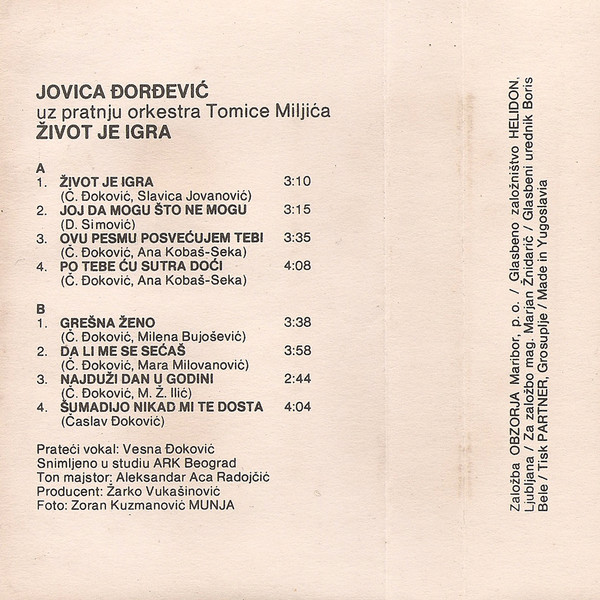 JOVICA ĐORĐEVIĆ
uz pratnju orkestra Tomice Miljića
ŽIVOT JE IGRA
A
1. ŽIVOT JE IGRA 3:10
(Č. Đoković, Slavica Jovanović)
2. JOJ DA MOGU ŠTO NE MOGU 3:15
(D. Simović)
3. OVU PESMU POSVEĆUJEM TEBI 3:35
(Č. Đoković, Ana Kobaš-Seka)
4. PO TEBE ĆU SUTRA DOĆI 4:08
(Č. Đoković, Ana Kobaš-Seka)
B
1. GREŠNA ŽENO 3:38
(Č. Đoković, Milena Bujošević)
2. DA LI ME SE SEĆAŠ 3:58
(Č. Đoković, Mara Milovanović)
3. NAJDUŽI DAN U GODINI 2:44
(Č. Đoković, M. Ž. Ilić)
4. ŠUMADIJO NIKAD MI TE DOSTA 4:04
(Časlav Đoković)
Prateći vokal: Vesna Đoković
Snimljeno u studiu ARK Beograd
Ton majstor: Aleksandar Aca Radojčić
Producent: Žarko Vukašinović
Foto: Zoran Kuzmanović MUNJA
Založba OBZORJA Maribor, p. o. / Glasbeno založništvo HELIDON,
Ljubljana / Za založbo mag. Marjan Žnidarič / Glasbeni urednik Boris
Bele / Tisk PARTNER, Grosuplje / Made in Yugoslavia